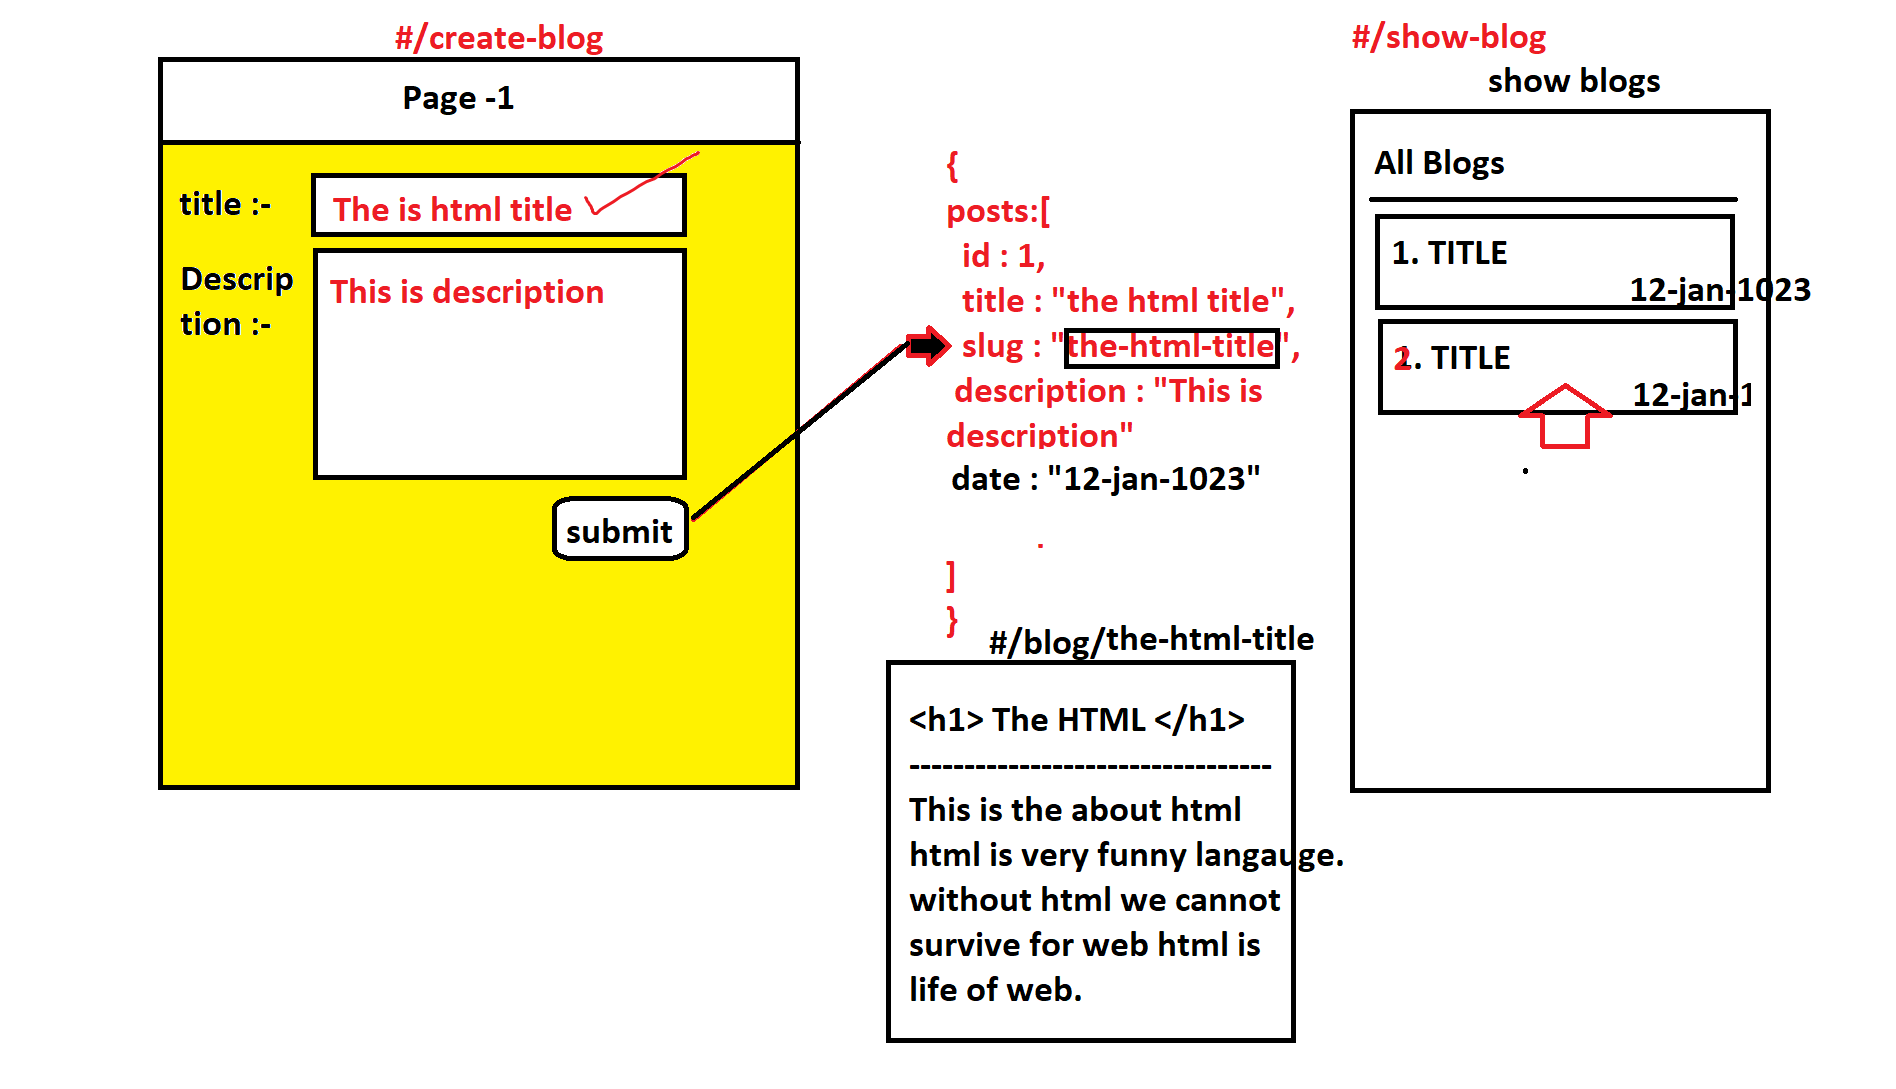 #/create-blog
Page -1
title :-
The is html title
Descrip
tion :-
This is description
submit
{
posts:[
id : 1,
title : "the html title",
slug : "the-html-title",
description : "This is
description"
date : "12-jan-1023"
.
]
}
#/blog/the-html-title
<h1> The HTML </h1>
---------------------------------
This is the about html
html is very funny langauge.
without html we cannot
survive for web html is
life of web.
#/show-blog
show blogs
All Blogs
1. TITLE
12-jan-1023
2. TITLE
12-jan-1